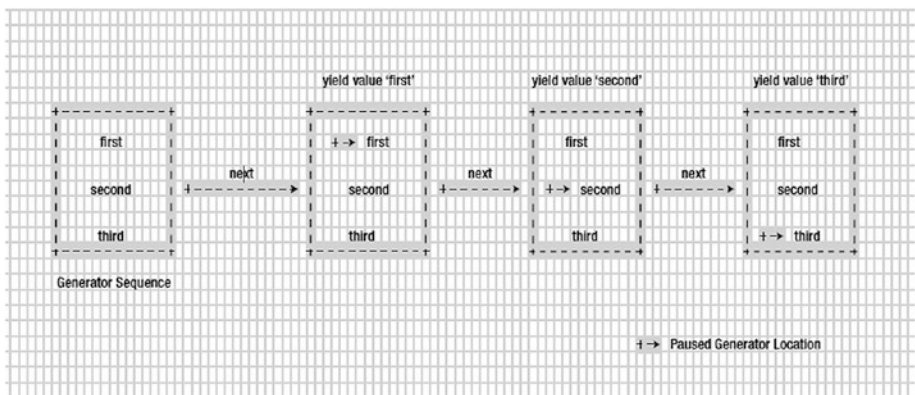 yield value ‘first’
yield value ‘second’
yield value ‘third’
first
second
third
next
first
second
third
next
first
second
third
next
first
second
third
Generator Sequence
Paused Generator Location